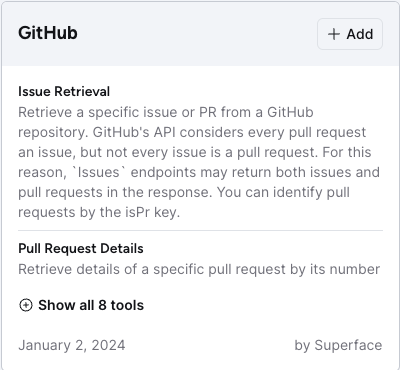 GitHub
+ Add
Issue Retrieval
Retrieve a specific issue or PR from a GitHub
repository. GitHub's API considers every pull request
an issue, but not every issue is a pull request. For this
reason, `Issues` endpoints may return both issues and
pull requests in the response. You can identify pull
requests by the isPr key.
Pull Request Details
Retrieve details of a specific pull request by its number
Show all 8 tools
January 2, 2024
by Superface